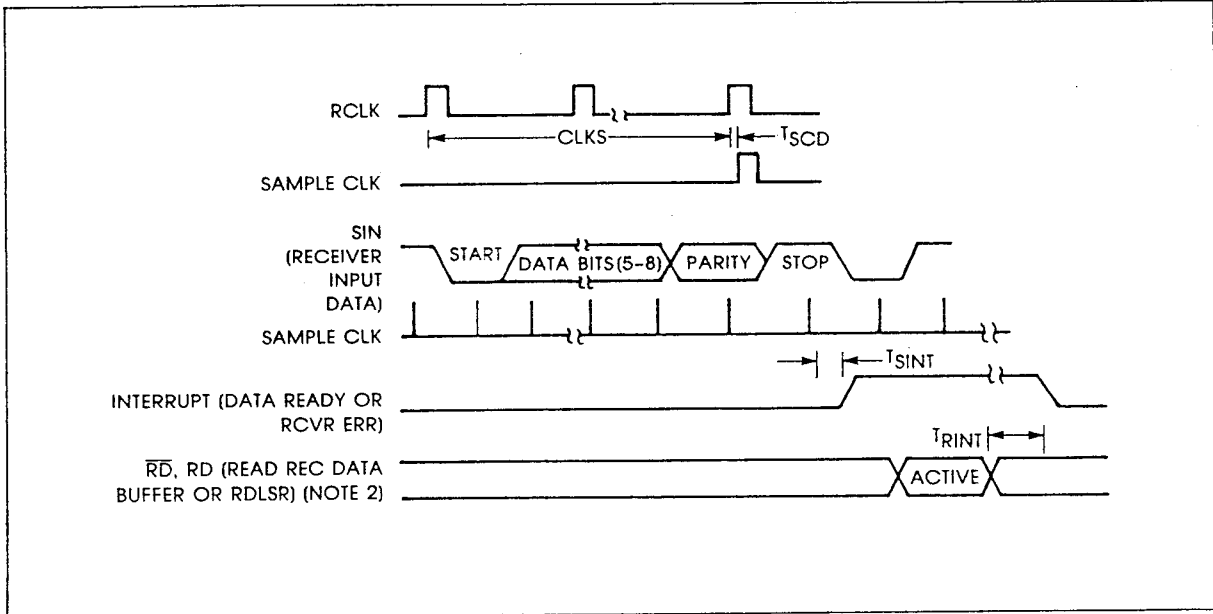 RCLK
CLKS
TSCD
SAMPLE CLK
SIN
(RECEIVER
INPUT
DATA)
START
DATA BITS (5-8)
PARITY
STOP
SAMPLE CLK
TSINT
INTERRUPT (DATA READY OR
RCVR ERR)
TRINT
RD, RD (READ REC DATA
BUFFER OR RDLSR) (NOTE 2)
ACTIVE